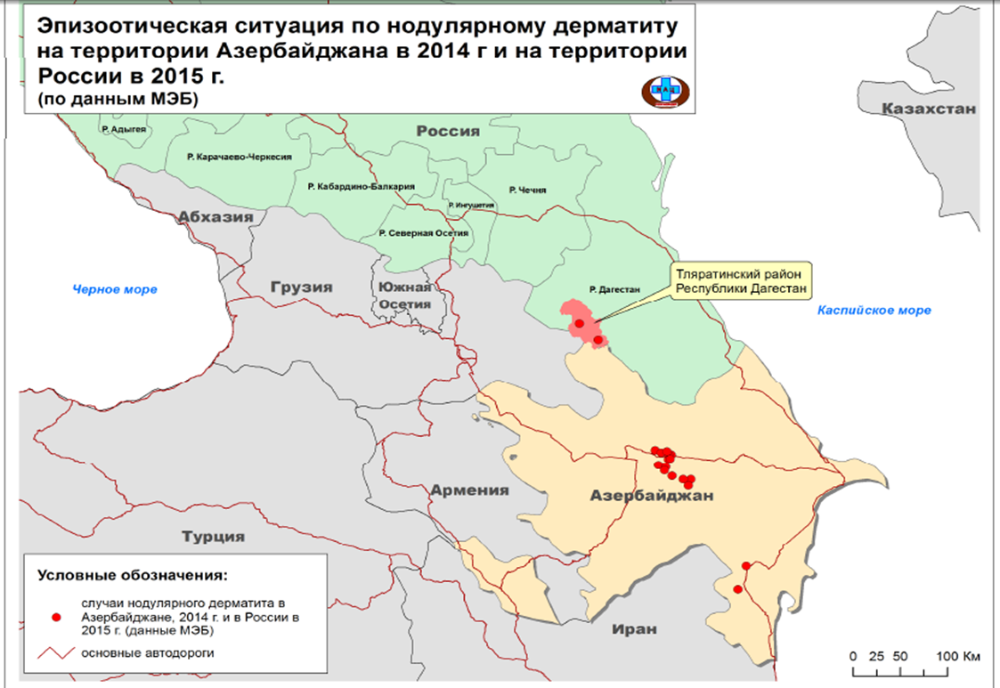 Эпизоотическая ситуация по нодулярному дерматиту
на территории Азербайджана в 2014 г и на территории
России в 2015 г.
(по данным МЭБ)
Казахстан
Р. Адыгея
Россия
Р. Карачаево-Черкесия
Р. Кабардино-Балкария
Р. Чечня
Р. Ингушетия
Абхазия
Р. Северная Осетия
Тляратинский район
Республики Дагестан
Черное море
Грузия
Южная
Осетия
Р. Дагестан
Каспийское море
Армения
Азербайджан
Турция
Условные обозначения:
случаи нодулярного дерматита в
Азербайджане, 2014 г. и в России в
2015 г. (данные МЭБ)
основные автодороги
Иран
0 25 50 100 Км